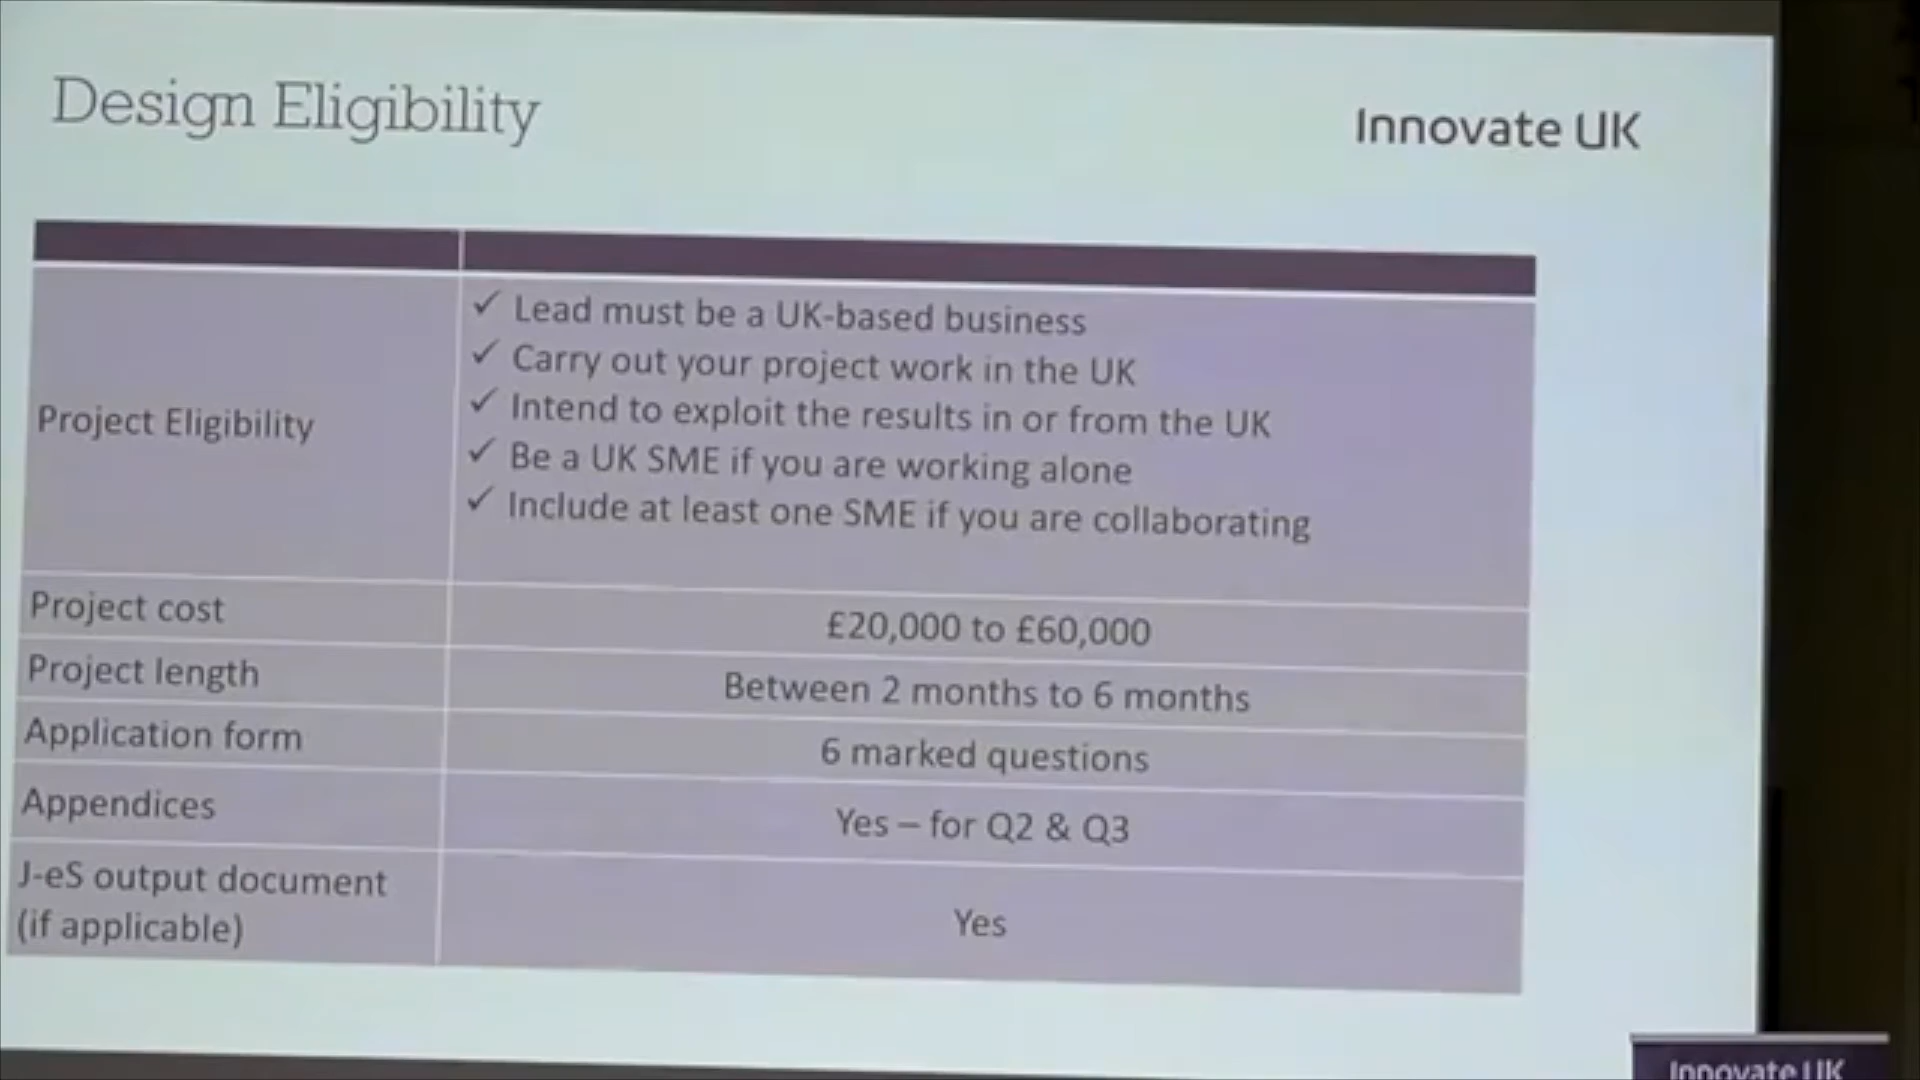 Design Eligibility
Innovate UK
Project Eligibility
✓ Lead must be a UK-based business
✓ Carry out your project work in the UK
✓ Intend to exploit the results in or from the UK
✓ Be a UK SME if you are working alone
✓ Include at least one SME if you are collaborating
Project cost
£20,000 to £60,000
Project length
Between 2 months to 6 months
Application form
6 marked questions
Appendices
Yes – for Q2 & Q3
J-eS output document
(if applicable)
Yes
Innovate UK